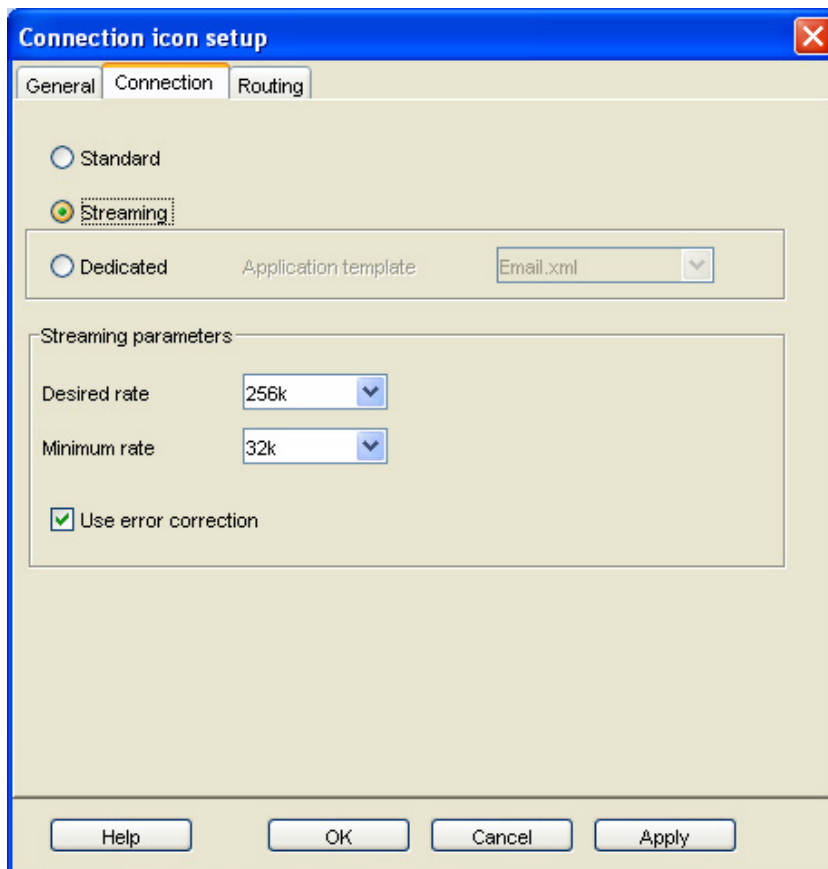 Connection icon setup
General Connection Routing
Standard
Streaming
Dedicated Application template Email.xml
Streaming parameters
Desired rate 256k
Minimum rate 32k
Use error correction
Help OK Cancel Apply